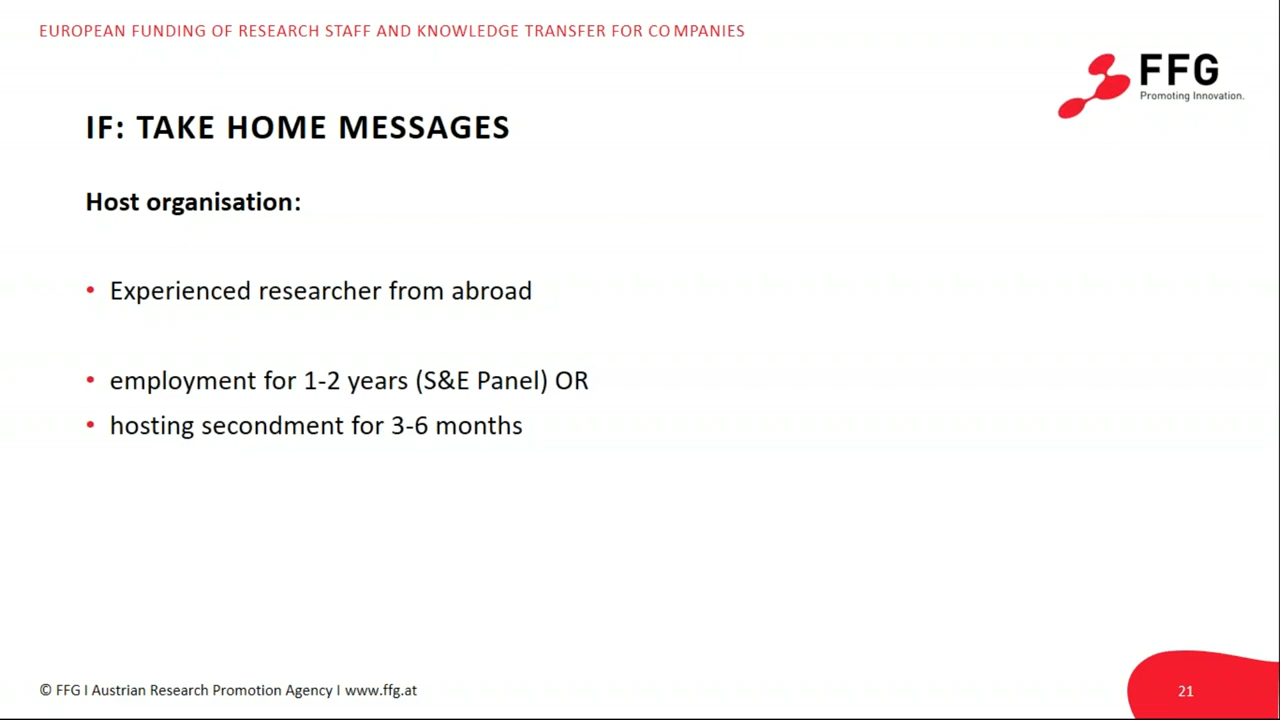 EUROPEAN FUNDING OF RESEARCH STAFF AND KNOWLEDGE TRANSFER FOR COMPANIES
FFG
Promoting Innovation.
IF: TAKE HOME MESSAGES
Host organisation:
• Experienced researcher from abroad
• employment for 1-2 years (S&E Panel) OR
• hosting secondment for 3-6 months
© FFG I Austrian Research Promotion Agency I www.ffg.at
21